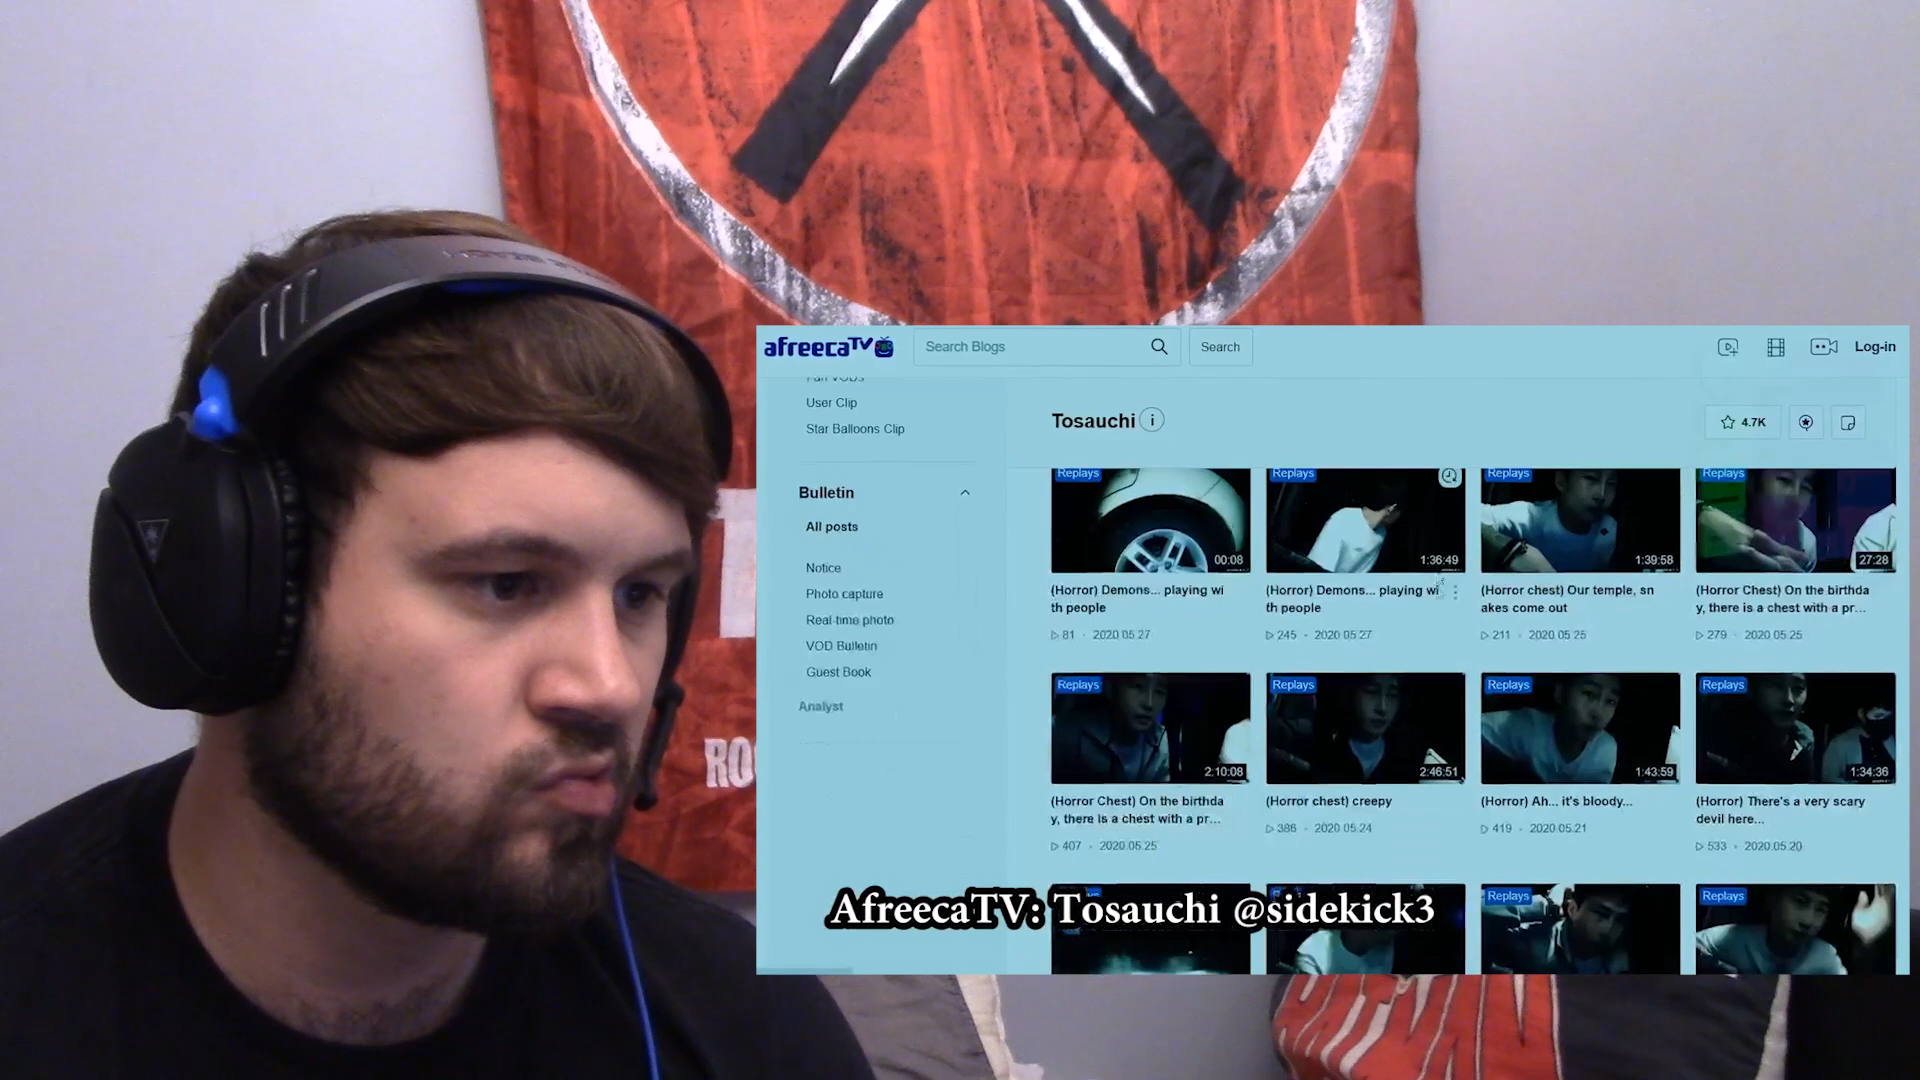 afreecaTV
Search Blogs
Search
Log-in
User Clip
Star Balloons Clip
Bulletin
All posts
Notice
Photo capture
Real-time photo
VOD Bulletin
Guest Book
Analyst
Tosauchi
4.7K
Replays
00:08
(Horror) Demons... playing wi
th people
81 · 2020.05.27
Replays
1:36:49
(Horror) Demons... playing wi
th people
245 · 2020.05.27
Replays
1:39:58
(Horror chest) Our temple, sn
akes come out
211 · 2020.05.25
Replays
27:28
(Horror Chest) On the birthda
y, there is a chest with a pr...
279 · 2020.05.25
Replays
2:10:08
(Horror Chest) On the birthda
y, there is a chest with a pr...
407 · 2020.05.25
Replays
2:46:51
(Horror chest) creepy
386 · 2020.05.24
Replays
1:43:59
(Horror) Ah... it's bloody...
419 · 2020.05.21
Replays
1:34:36
(Horror) There's a very scary
devil here...
533 · 2020.05.20
Replays
Replays
AfreecaTV: Tosauchi @sidekick3
RO